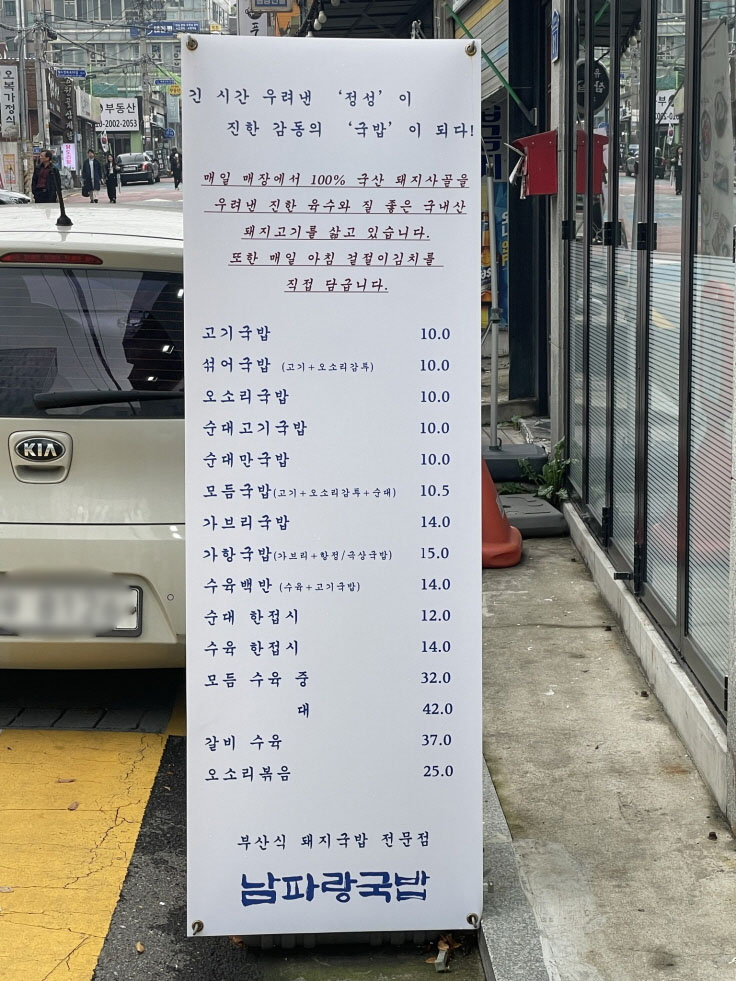 긴 시간 우려낸 '정성'이
진한 감동의 '국밥'이 되다!
매일 매장에서 100% 국산 돼지사골을
우려낸 진한 육수와 질 좋은 국내산
돼지고기를 삶고 있습니다.
또한 매일 아침 겉절이김치를
직접 담급니다.
고기국밥 10.0
섞어국밥 (고기+오소리감투) 10.0
오소리국밥 10.0
순대고기국밥 10.0
순대만국밥 10.0
모듬국밥(고기+오소리감투+순대) 10.5
가브리국밥 14.0
가항국밥(가브리+항정/극상국밥) 15.0
수육백반 (수육+고기국밥) 14.0
순대 한접시 12.0
수육 한접시 14.0
모듬 수육 중 32.0
대 42.0
갈비 수육 37.0
오소리볶음 25.0
부산식 돼지국밥 전문점
남파랑국밥
KIA
오복가정식
부동산